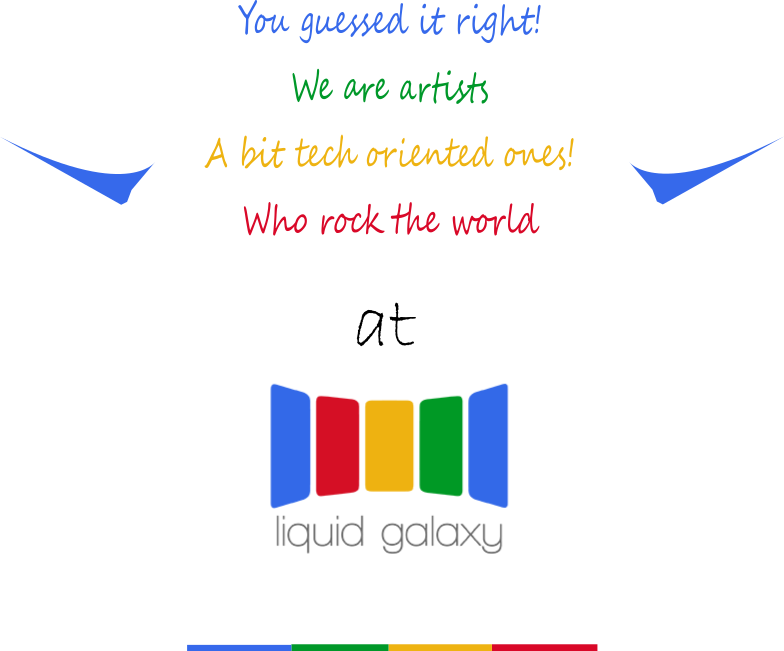 You guessed it right!
We are artists
A bit tech oriented ones!
Who rock the world
at
liquid galaxy